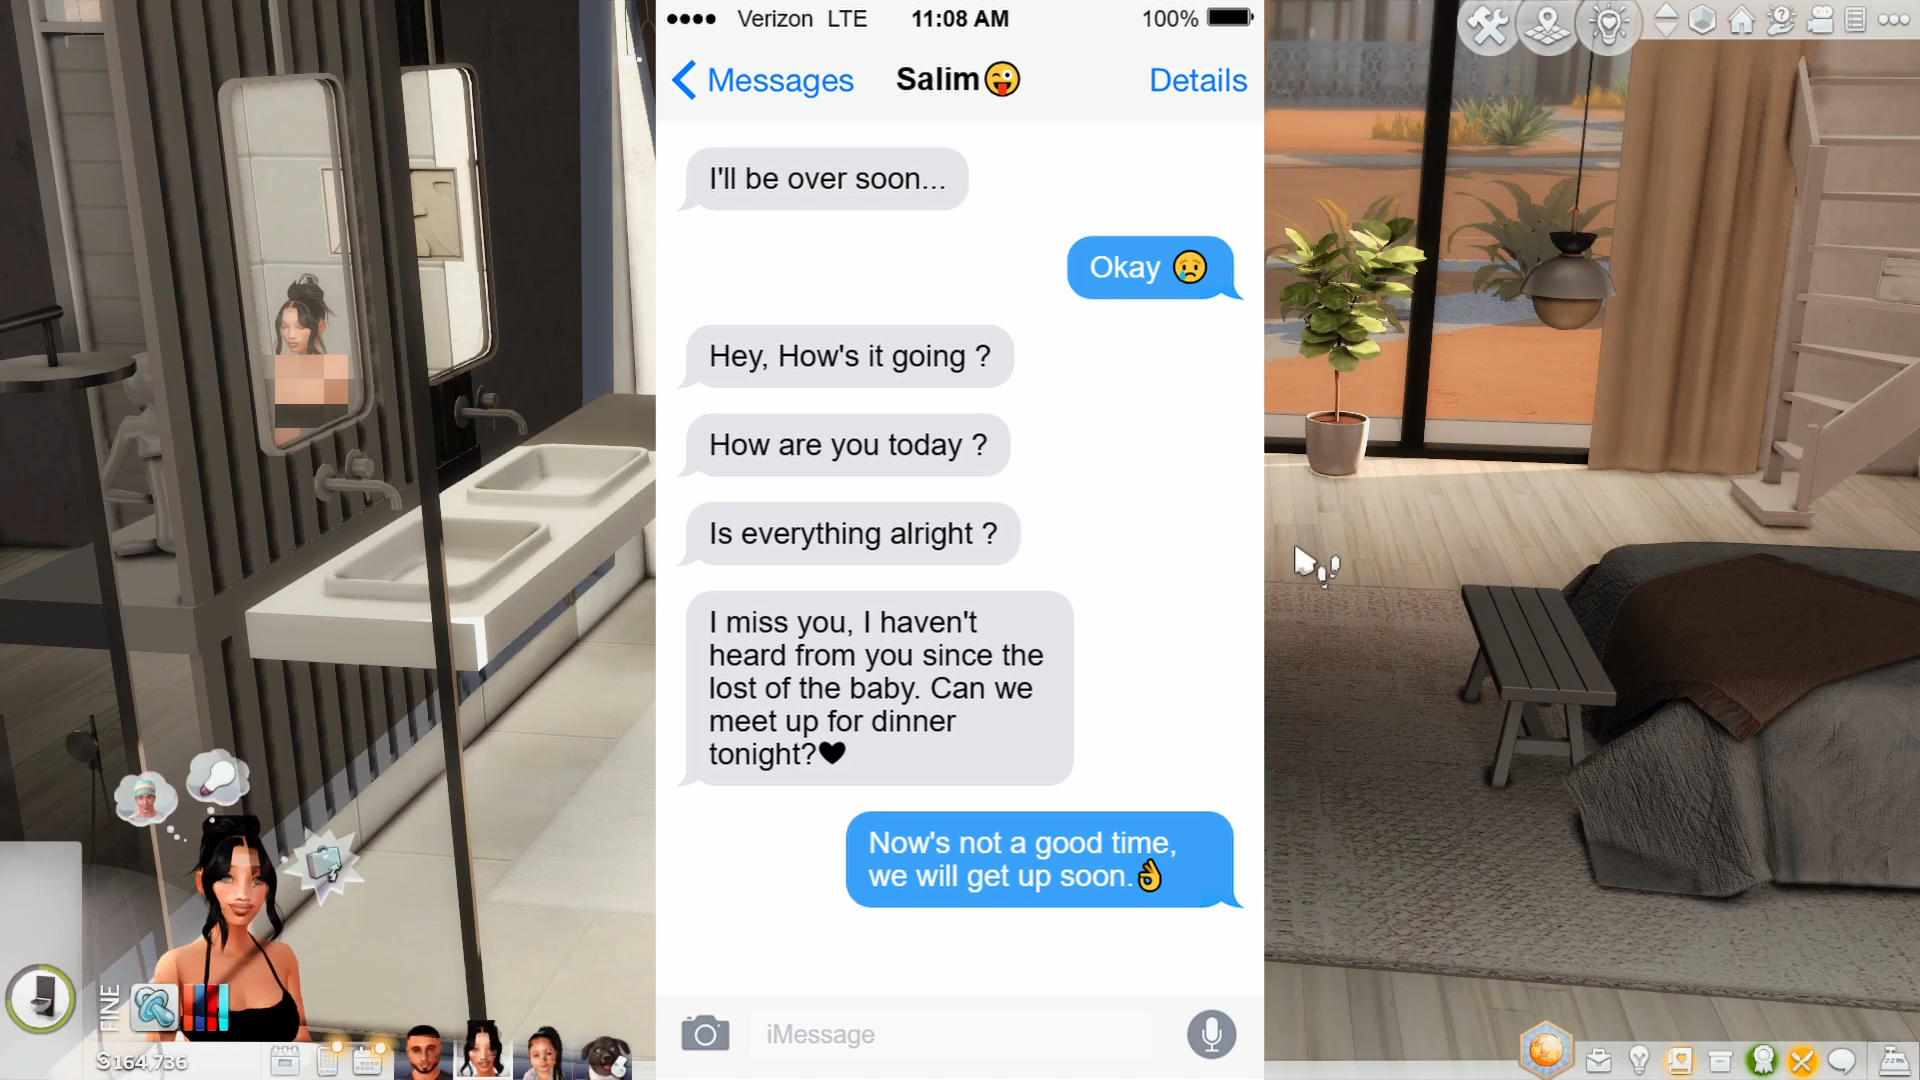 Verizon LTE 11:08 AM 100%
Messages Salim😜 Details
I'll be over soon...
Okay 😢
Hey, How's it going ?
How are you today ?
Is everything alright ?
I miss you, I haven't
heard from you since the
lost of the baby. Can we
meet up for dinner
tonight?♥
Now's not a good time,
we will get up soon.👌
iMessage
FINE
§164,736